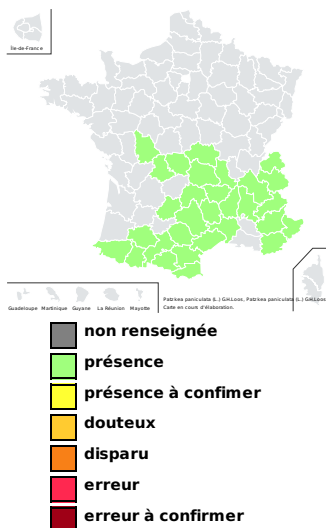 Île-de-France
Guadeloupe Martinique Guyane La Réunion Mayotte
Patzkea paniculata (L.) G.H.Loos, Patzkea paniculata (L.) G.H.Loos
Carte en cours d'élaboration.
non renseignée
présence
présence à confimer
douteux
disparu
erreur
erreur à confirmer